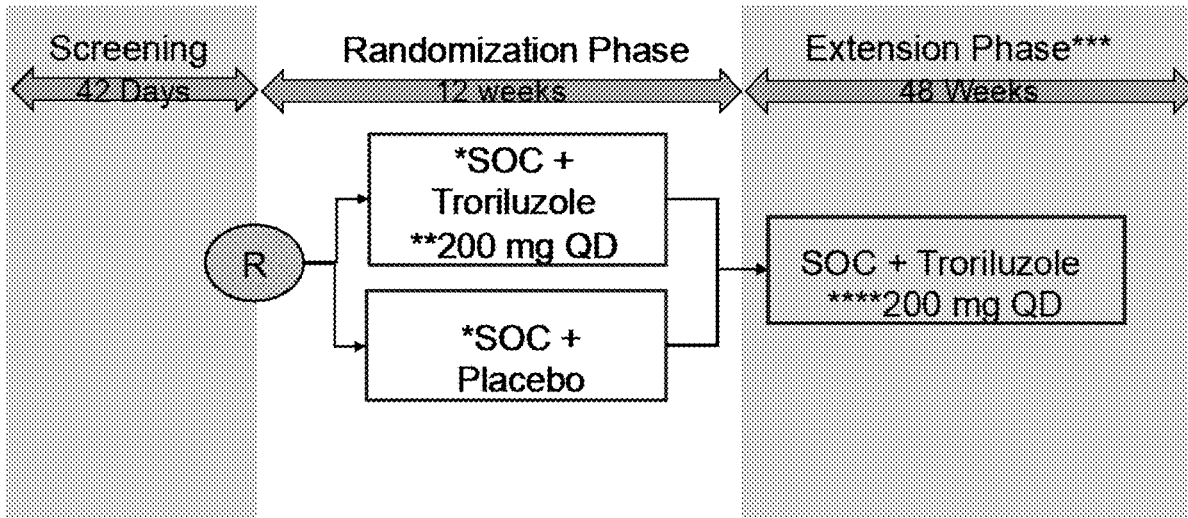 Screening
42 Days
Randomization Phase
12 weeks
Extension Phase***
48 Weeks
R
*SOC +
Troriluzole
**200 mg QD
*SOC +
Placebo
SOC + Troriluzole
****200 mg QD